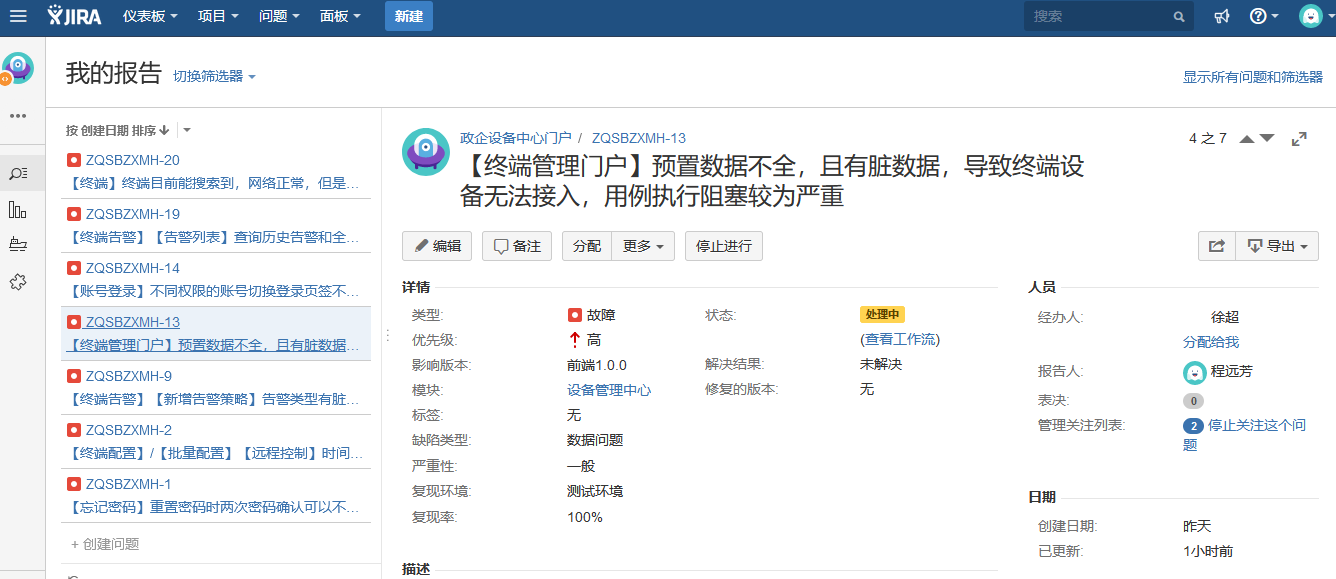 JIRA 仪表板 项目 问题 面板 新建 搜索
我的报告 切换筛选器 显示所有问题和筛选器
按 创建日期 排序
ZQSBZXMH-20
【终端】终端目前能搜索到，网络正常，但是…
ZQSBZXMH-19
【终端告警】【告警列表】查询历史告警和全…
ZQSBZXMH-14
【账号登录】不同权限的账号切换登录页签不…
ZQSBZXMH-13
【终端管理门户】预置数据不全，且有脏数据…
ZQSBZXMH-9
【终端告警】【新增告警策略】告警类型有脏…
ZQSBZXMH-2
【终端配置】/【批量配置】【远程控制】时间…
ZQSBZXMH-1
【忘记密码】重置密码时两次密码确认可以不…
+ 创建问题
政企设备中心门户 / ZQSBZXMH-13
4 之 7
【终端管理门户】预置数据不全，且有脏数据，导致终端设
备无法接入，用例执行阻塞较为严重
编辑 备注 分配 更多 停止进行 导出
详情
类型: 故障 状态: 处理中
优先级: 高 (查看工作流)
影响版本: 前端1.0.0 解决结果: 未解决
模块: 设备管理中心 修复的版本: 无
标签: 无
缺陷类型: 数据问题
严重性: 一般
复现环境: 测试环境
复现率: 100%
描述
人员
经办人: 徐超
分配给我
报告人: 程远芳
表决: 0
管理关注列表: 2 停止关注这个问
题
日期
创建日期: 昨天
已更新: 1小时前